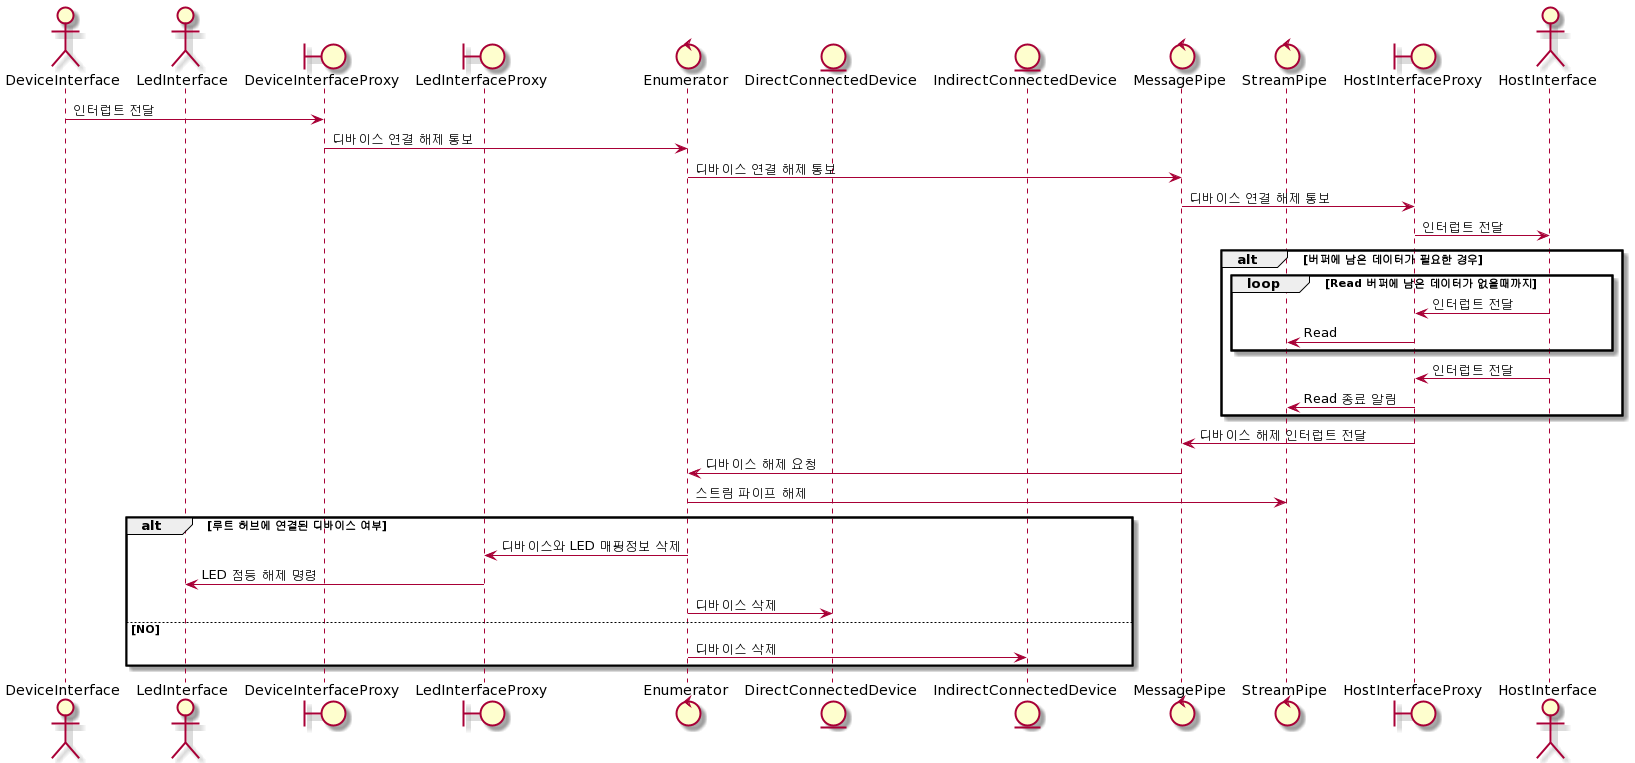 DeviceInterface
LedInterface
DeviceInterfaceProxy
LedInterfaceProxy
Enumerator
DirectConnectedDevice
IndirectConnectedDevice
MessagePipe
StreamPipe
HostInterfaceProxy
HostInterface
인터럽트 전달
디바이스 연결 해제 통보
디바이스 연결 해제 통보
디바이스 연결 해제 통보
인터럽트 전달
alt [버퍼에 남은 데이터가 필요한 경우]
loop [Read 버퍼에 남은 데이터가 없을때까지]
인터럽트 전달
Read
인터럽트 전달
Read 종료 알림
디바이스 해제 인터럽트 전달
디바이스 해제 요청
스트림 파이프 해제
alt [루트 허브에 연결된 디바이스 여부]
디바이스와 LED 매핑정보 삭제
LED 점등 해제 명령
디바이스 삭제
[NO]
디바이스 삭제
DeviceInterface
LedInterface
DeviceInterfaceProxy
LedInterfaceProxy
Enumerator
DirectConnectedDevice
IndirectConnectedDevice
MessagePipe
StreamPipe
HostInterfaceProxy
HostInterface